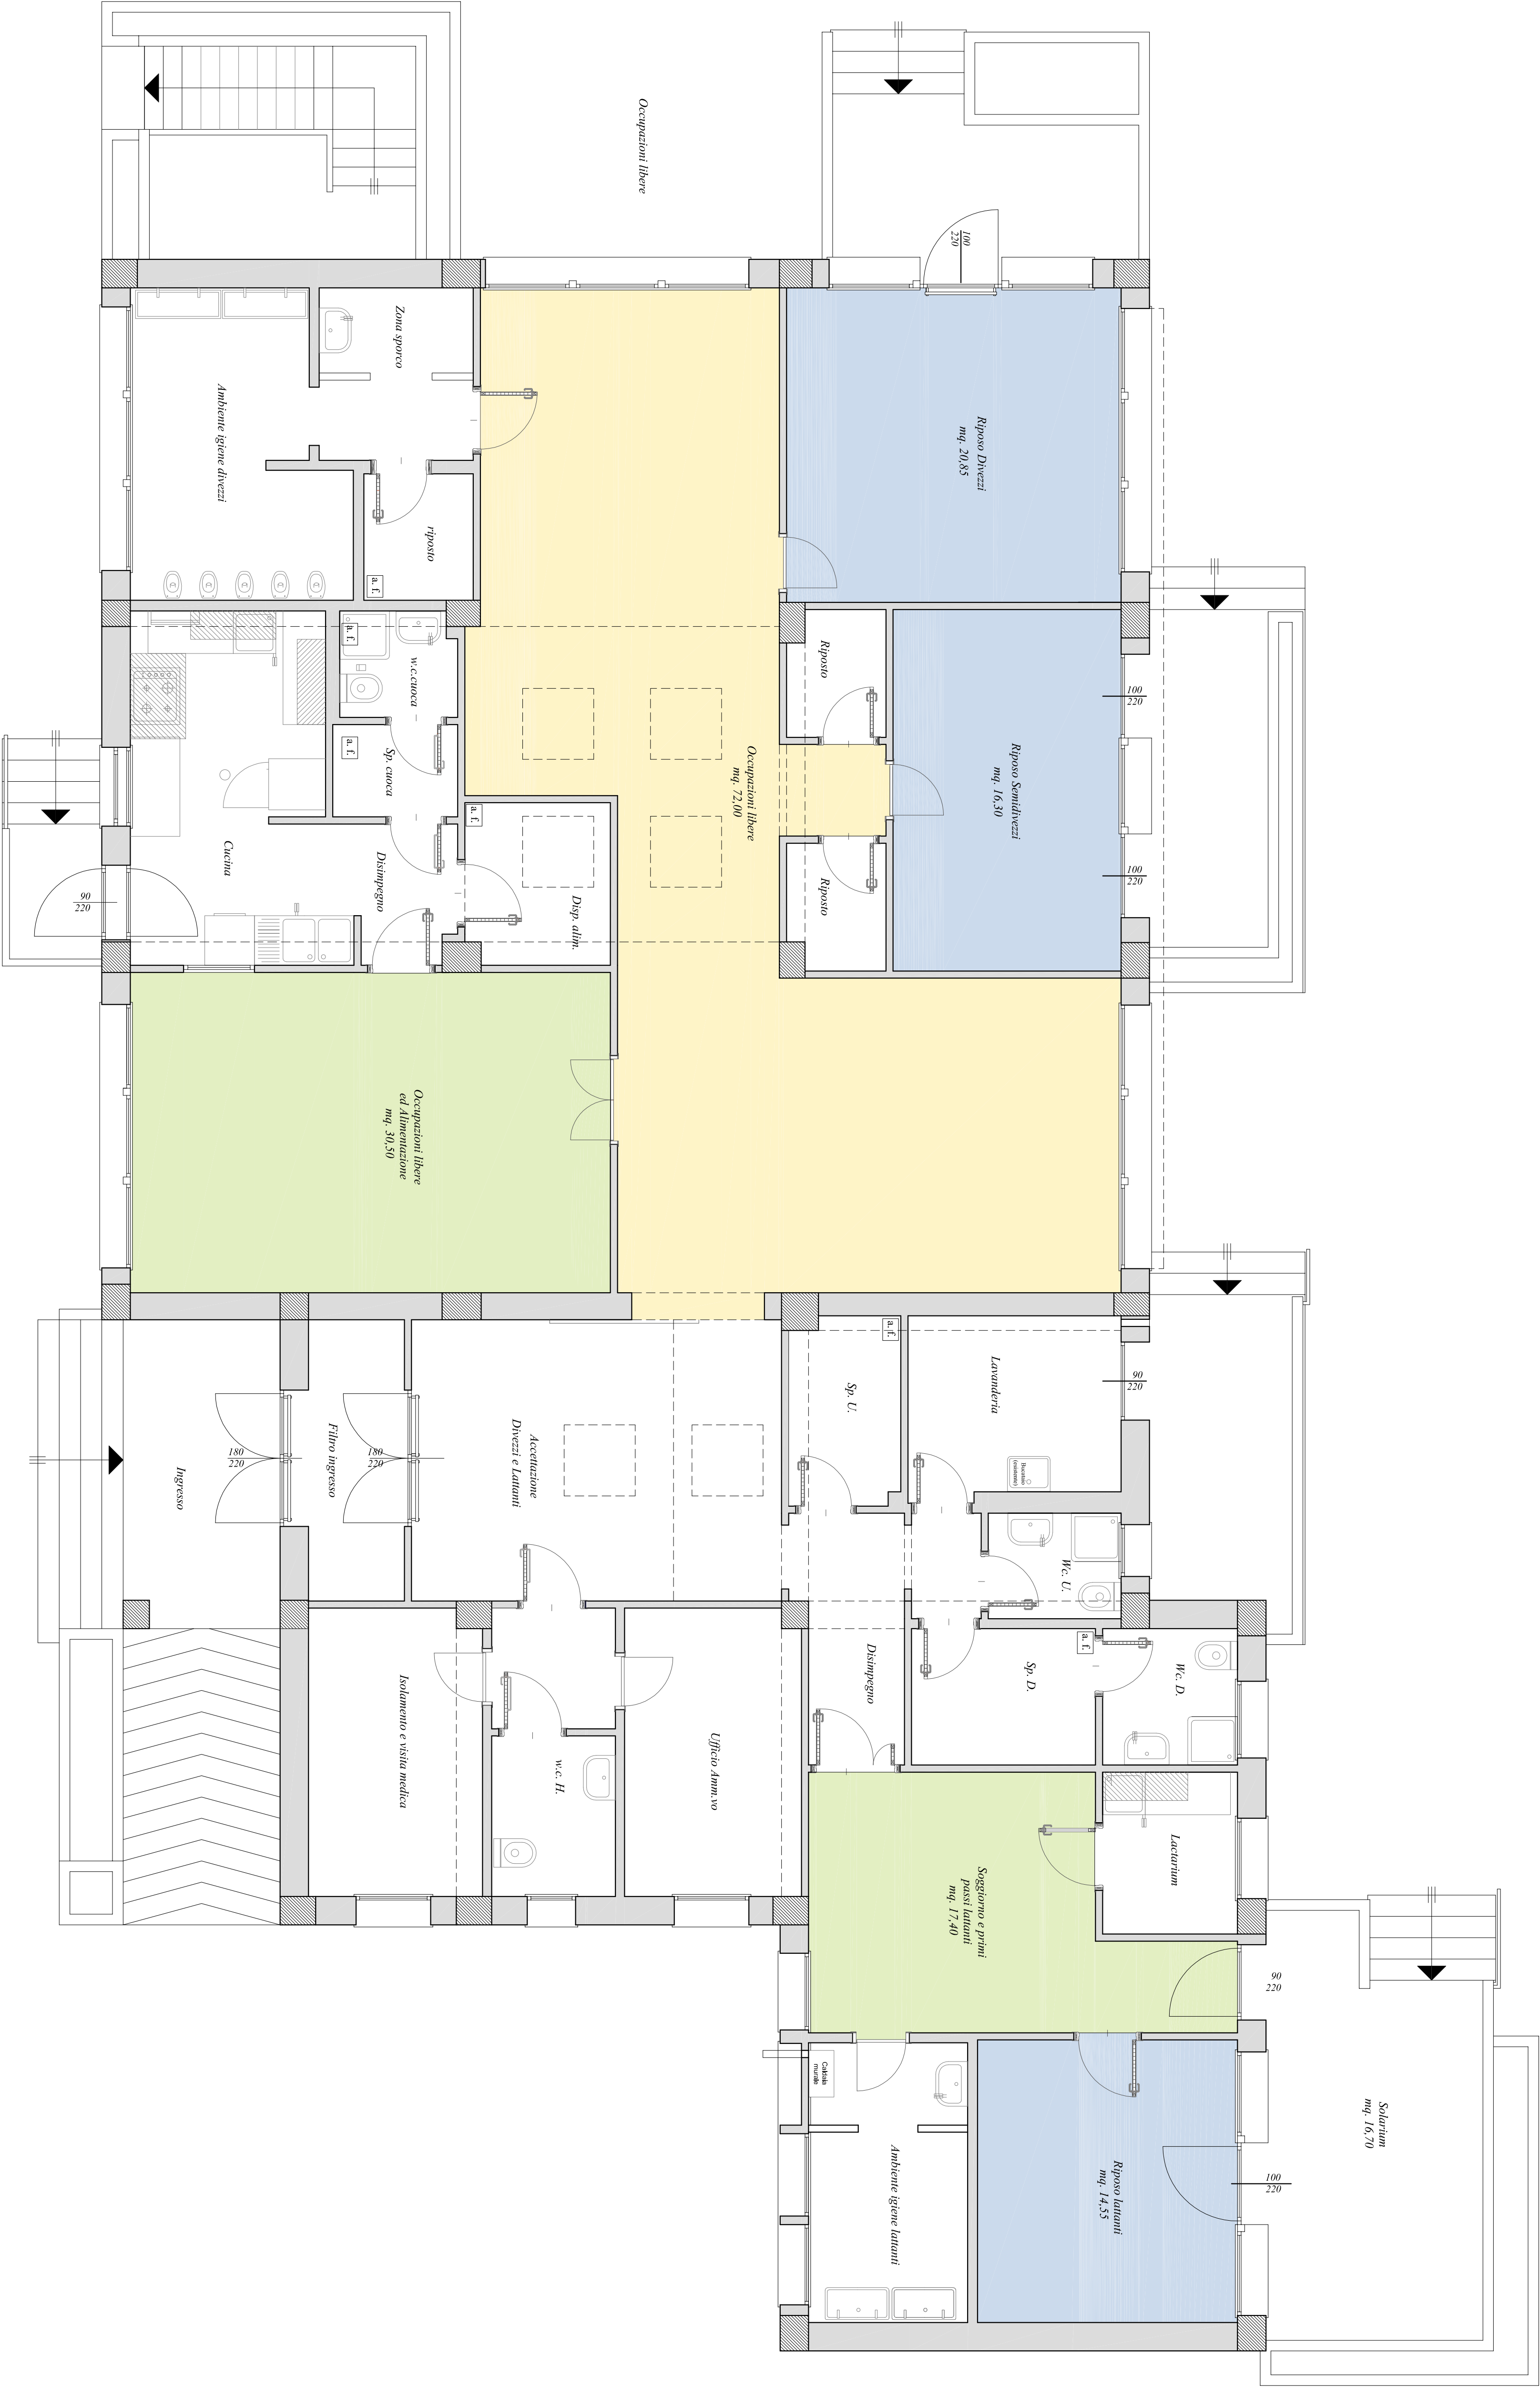 Occupazioni libere
100
220
Zona sporco
Ambiente igiene divezzi
riposto
a. f.
Riposo Divezzi
mq. 20,85
a. f.
w.c.cuoca
a. f.
Sp. cuoca
Riposto
100
220
Riposo Semidivezzi
mq. 16,30
Occupazioni libere
mq. 72,00
a. f.
Cucina
Disimpegno
Disp. alim.
Riposto
100
220
90
220
Occupazioni libere
ed Alimentazione
mq. 30,50
a. f.
Sp. U.
Lavanderia
90
220
Bucatoio
(esistente)
Ingresso
180
220
Filtro ingresso
180
220
Accettazione
Divezzi e Lattanti
Wc. U.
a. f.
Wc. D.
Sp. D.
Disimpegno
Isolamento e visita medica
w.c. H.
Ufficio Amm.vo
Lactarium
Soggiorno e primi
passi lattanti
mq. 17,40
90
220
Caldaia
murale
Ambiente igiene lattanti
Riposo lattanti
mq. 14,55
100
220
Solarium
mq. 16,70